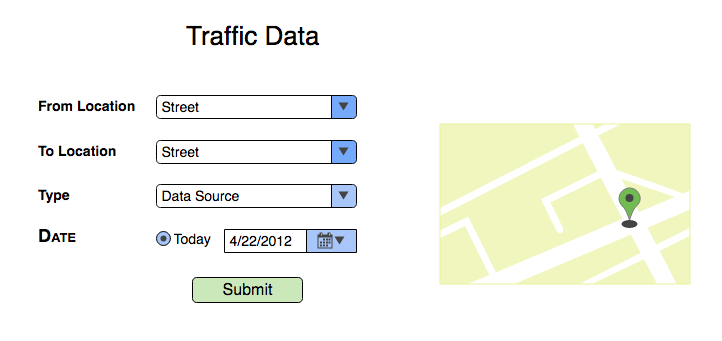 Traffic Data
From Location Street
To Location Street
Type Data Source
DATE Today 4/22/2012
Submit